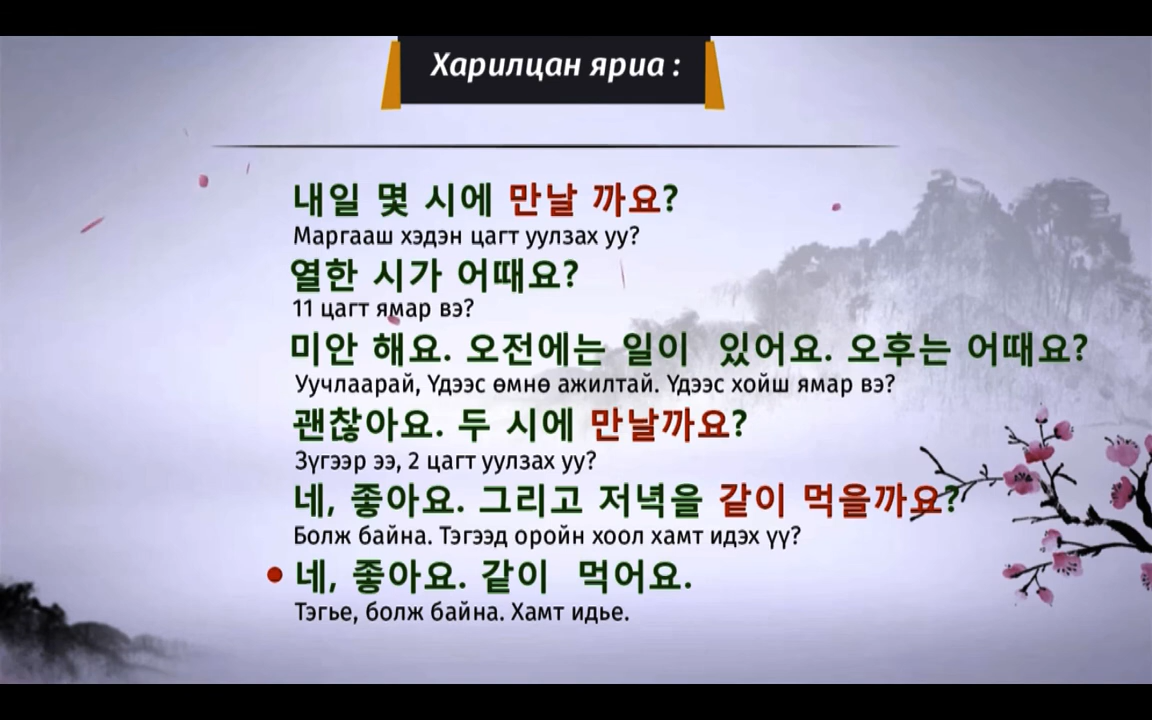 Харилцан яриа :
내일 몇 시에 만날 까요?
Маргааш хэдэн цагт уулзах уу?
열한 시가 어때요?
11 цагт ямар вэ?
미안 해요. 오전에는 일이 있어요. 오후는 어때요?
Уучлаарай, Үдээс өмнө ажилтай. Үдээс хойш ямар вэ?
괜찮아요. 두 시에 만날까요?
Зүгээр ээ, 2 цагт уулзах уу?
네, 좋아요. 그리고 저녁을 같이 먹을까요?
Болж байна. Тэгээд оройн хоол хамт идэх үү?
네, 좋아요. 같이 먹어요.
Тэгье, болж байна. Хамт идье.